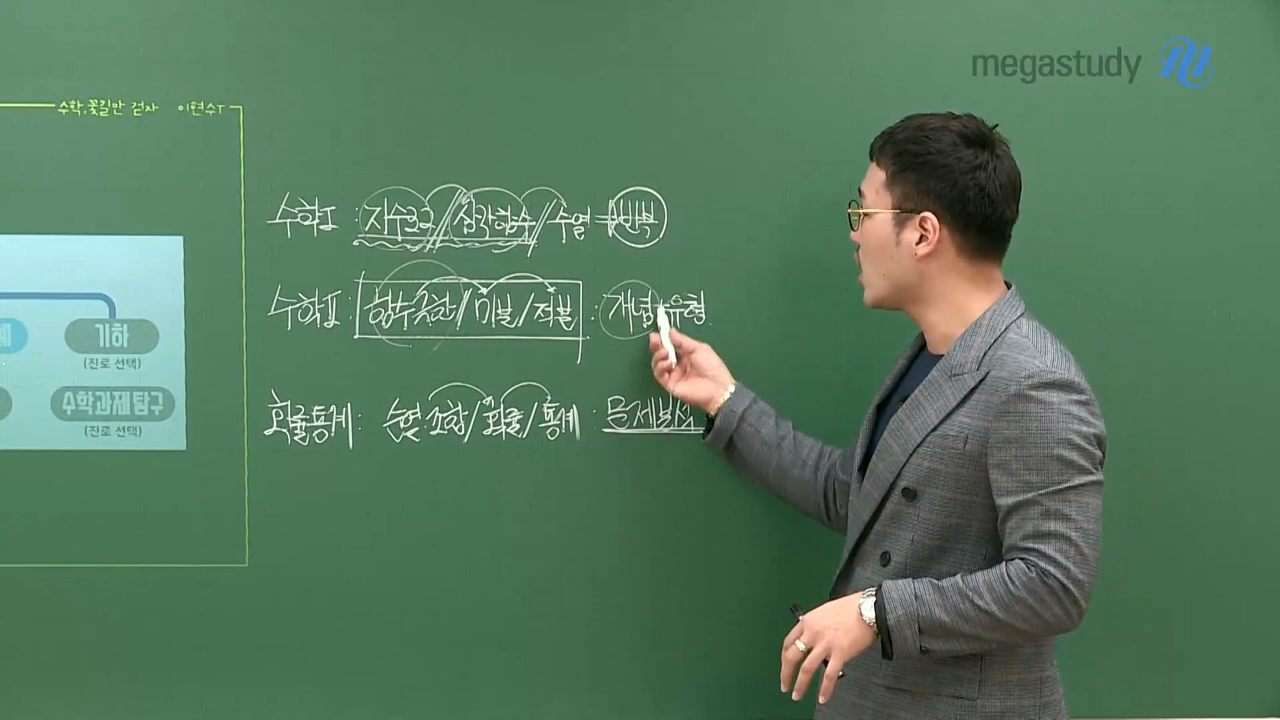 megastudy
수학, 꽃길만 걷자 이현수T
수학Ⅰ : 지수로그 // 삼각함수 // 수열 ⇒ 반복
수학Ⅱ : 함수극한 / 미분 / 적분 : 개념 유형
확률통계 : 순열조합 / 확률 / 통계 : 문제분석
기하
(진로 선택)
수학과제 탐구
(진로 선택)